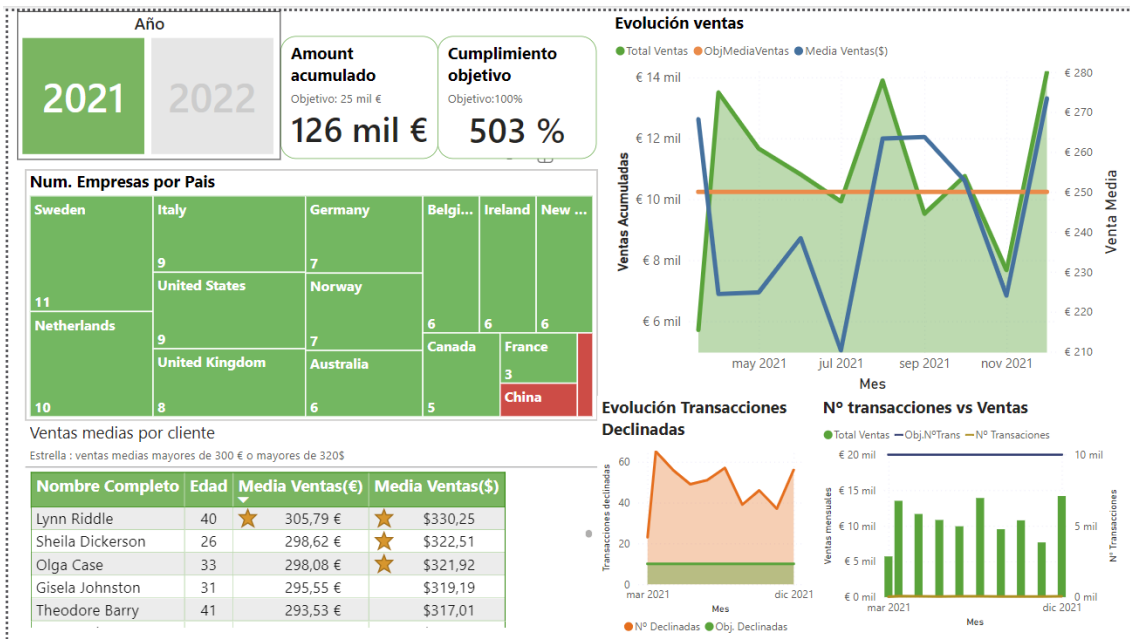 Año
2021
2022
Amount
acumulado
Objetivo: 25 mil €
126 mil €
Cumplimiento
objetivo
Objetivo:100%
503 %
Num. Empresas por Pais
Sweden
11
Netherlands
10
Italy
9
United States
9
United Kingdom
8
Germany
7
Norway
7
Australia
6
Belgi...
6
Ireland
6
New ...
6
Canada
5
France
3
China
Ventas medias por cliente
Estrella : ventas medias mayores de 300 € o mayores de 320$
Nombre Completo Edad Media Ventas(€) Media Ventas($)
Lynn Riddle 40 305,79 € $330,25
Sheila Dickerson 26 298,62 € $322,51
Olga Case 33 298,08 € $321,92
Gisela Johnston 31 295,55 € $319,19
Theodore Barry 41 293,53 € $317,01
Evolución ventas
Total Ventas ObjMediaVentas Media Ventas($)
Ventas Acumuladas
€ 14 mil
€ 12 mil
€ 10 mil
€ 8 mil
€ 6 mil
€ 280
€ 270
€ 260
€ 250
€ 240
€ 230
€ 220
€ 210
Venta Media
may 2021 jul 2021 sep 2021 nov 2021
Mes
Evolución Transacciones
Declinadas
Transacciones declinadas
60
40
20
0
mar 2021 dic 2021
Mes
Nº Declinadas Obj. Declinadas
Nº transacciones vs Ventas
Total Ventas Obj.NºTrans Nº Transaciones
Ventas mensuales
€ 20 mil
€ 15 mil
€ 10 mil
€ 5 mil
€ 0 mil
10 mil
5 mil
0 mil
Nº Transacciones
mar 2021 dic 2021
Mes